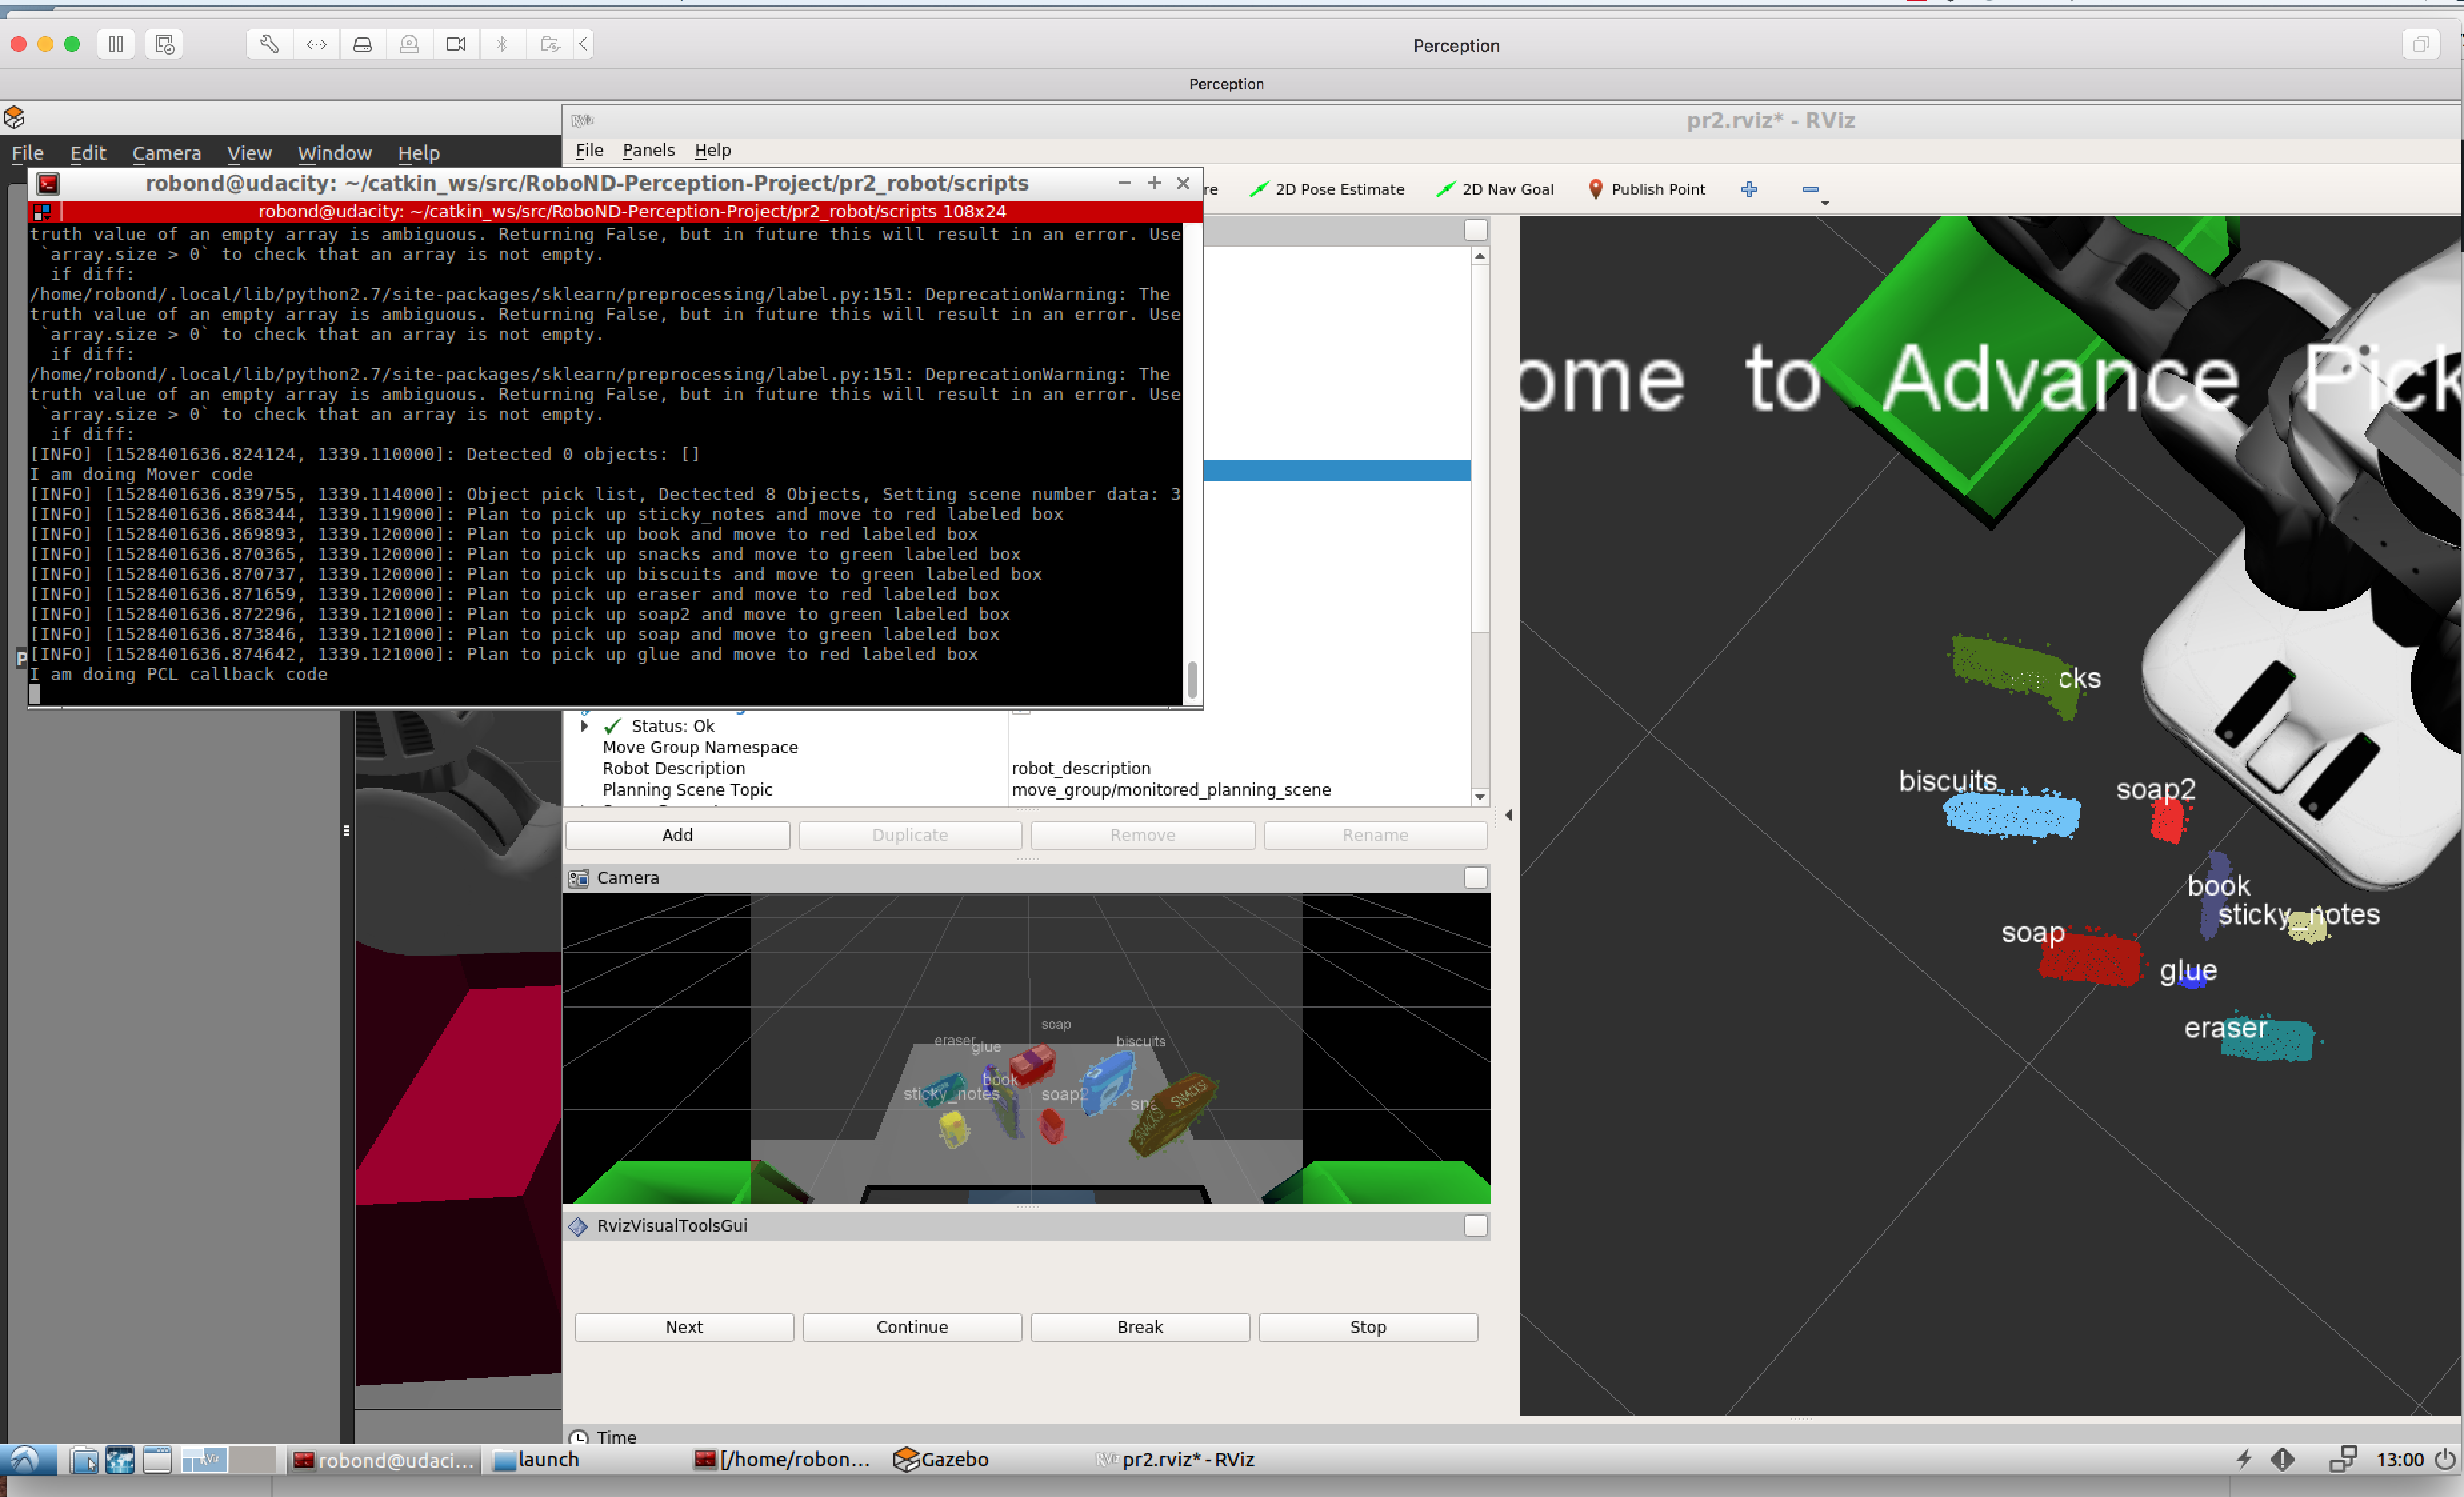 Perception
Perception
pr2.rviz* - RViz
File Edit Camera View Window Help
File Panels Help
robond@udacity: ~/catkin_ws/src/RoboND-Perception-Project/pr2_robot/scripts
re 2D Pose Estimate 2D Nav Goal Publish Point
robond@udacity: ~/catkin_ws/src/RoboND-Perception-Project/pr2_robot/scripts 108x24
truth value of an empty array is ambiguous. Returning False, but in future this will result in an error. Use
`array.size > 0` to check that an array is not empty.
if diff:
/home/robond/.local/lib/python2.7/site-packages/sklearn/preprocessing/label.py:151: DeprecationWarning: The
truth value of an empty array is ambiguous. Returning False, but in future this will result in an error. Use
`array.size > 0` to check that an array is not empty.
if diff:
/home/robond/.local/lib/python2.7/site-packages/sklearn/preprocessing/label.py:151: DeprecationWarning: The
truth value of an empty array is ambiguous. Returning False, but in future this will result in an error. Use
`array.size > 0` to check that an array is not empty.
if diff:
[INFO] [1528401636.824124, 1339.110000]: Detected 0 objects: []
I am doing Mover code
[INFO] [1528401636.839755, 1339.114000]: Object pick list, Dectected 8 Objects, Setting scene number data: 3
[INFO] [1528401636.868344, 1339.119000]: Plan to pick up sticky_notes and move to red labeled box
[INFO] [1528401636.869893, 1339.120000]: Plan to pick up book and move to red labeled box
[INFO] [1528401636.870365, 1339.120000]: Plan to pick up snacks and move to green labeled box
[INFO] [1528401636.870737, 1339.120000]: Plan to pick up biscuits and move to green labeled box
[INFO] [1528401636.871659, 1339.120000]: Plan to pick up eraser and move to red labeled box
[INFO] [1528401636.872296, 1339.121000]: Plan to pick up soap2 and move to green labeled box
[INFO] [1528401636.873846, 1339.121000]: Plan to pick up soap and move to green labeled box
[INFO] [1528401636.874642, 1339.121000]: Plan to pick up glue and move to red labeled box
I am doing PCL callback code
Status: Ok
Move Group Namespace
Robot Description robot_description
Planning Scene Topic move_group/monitored_planning_scene
Add Duplicate Remove Rename
Camera
soap
eraser glue biscuits
book
sticky_notes soap2 sn
SNACKS!
SNACKS!
RvizVisualToolsGui
Next Continue Break Stop
Time
ome to Advance Pick
cks
biscuits soap2
book
sticky_notes
soap
glue
eraser
robond@udaci... launch [/home/robon... Gazebo pr2.rviz* - RViz 13:00